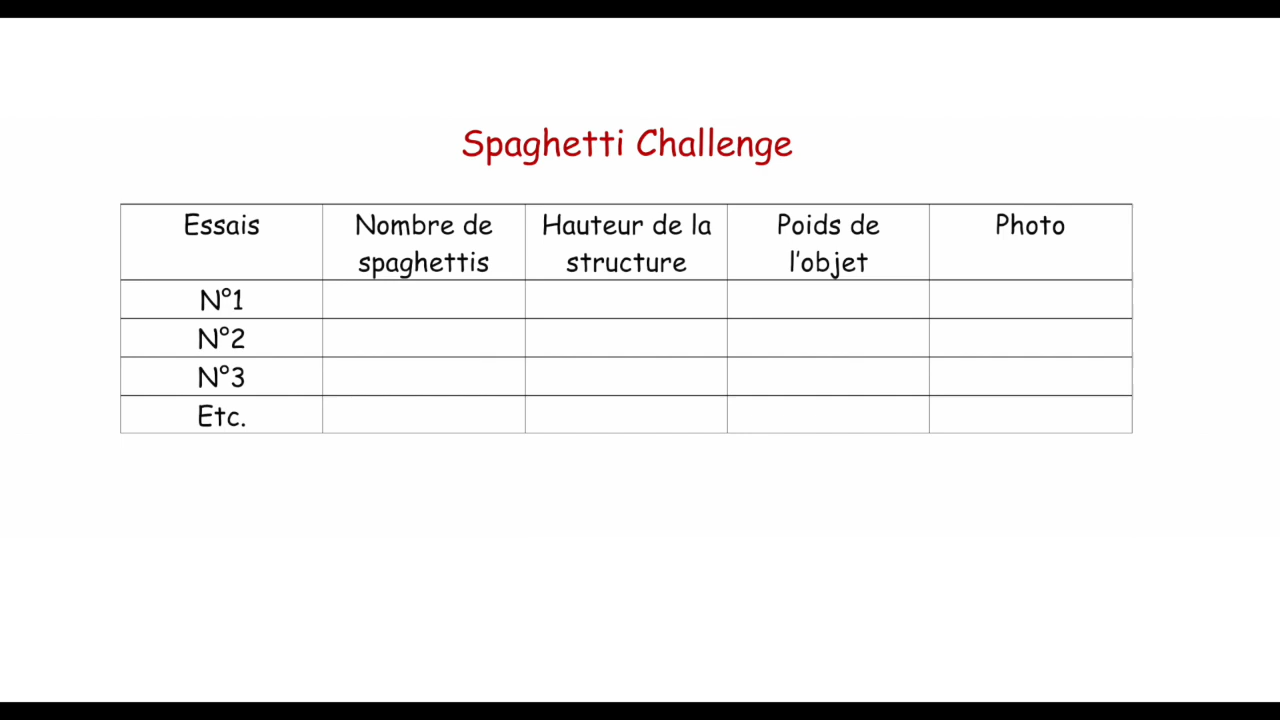 Spaghetti Challenge
Essais
Nombre de
spaghettis
Hauteur de la
structure
Poids de
l'objet
Photo
N°1
N°2
N°3
Etc.